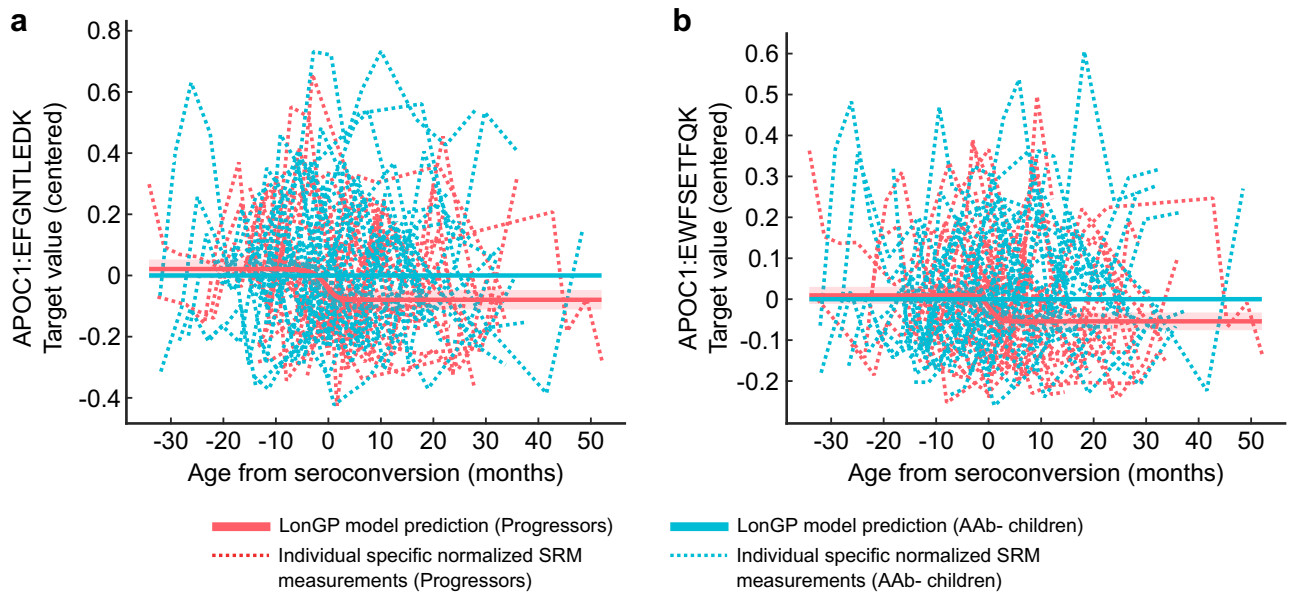 a
APOC1:EFGNTLEDK
Target value (centered)
0.8
0.6
0.4
0.2
0
-0.2
-0.4
-30 -20 -10 0 10 20 30 40 50
Age from seroconversion (months)
b
APOC1:EWFSETFQK
Target value (centered)
0.6
0.5
0.4
0.3
0.2
0.1
0
-0.1
-0.2
-30 -20 -10 0 10 20 30 40 50
Age from seroconversion (months)
LonGP model prediction (Progressors)
Individual specific normalized SRM
measurements (Progressors)
LonGP model prediction (AAb- children)
Individual specific normalized SRM
measurements (AAb- children)